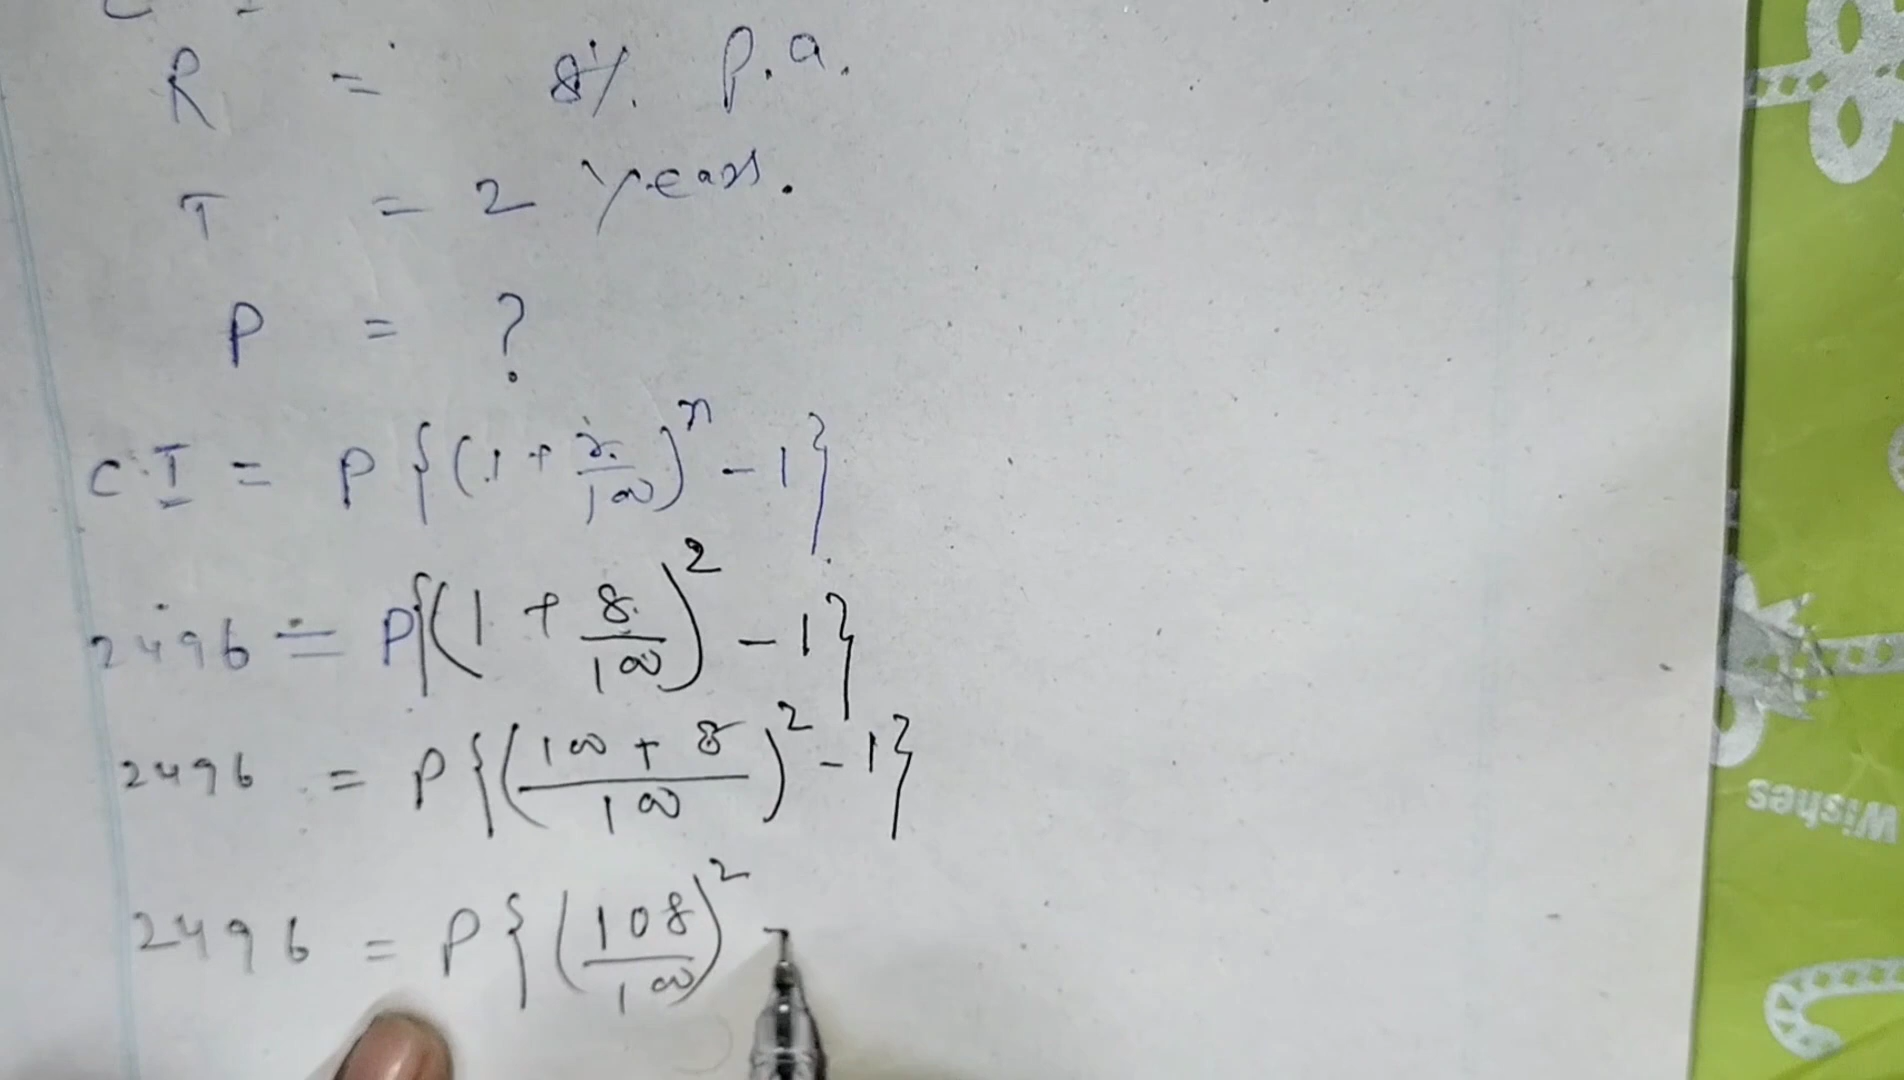 R = 8% P.a.
T = 2 years.
P = ?
C.I = P{(1 + r/100)^n - 1}
2496 = P{(1 + 8/100)^2 - 1}
2496 = P{(100 + 8/100)^2 - 1}
2496 = P{(108/100)^2 -
Wishes